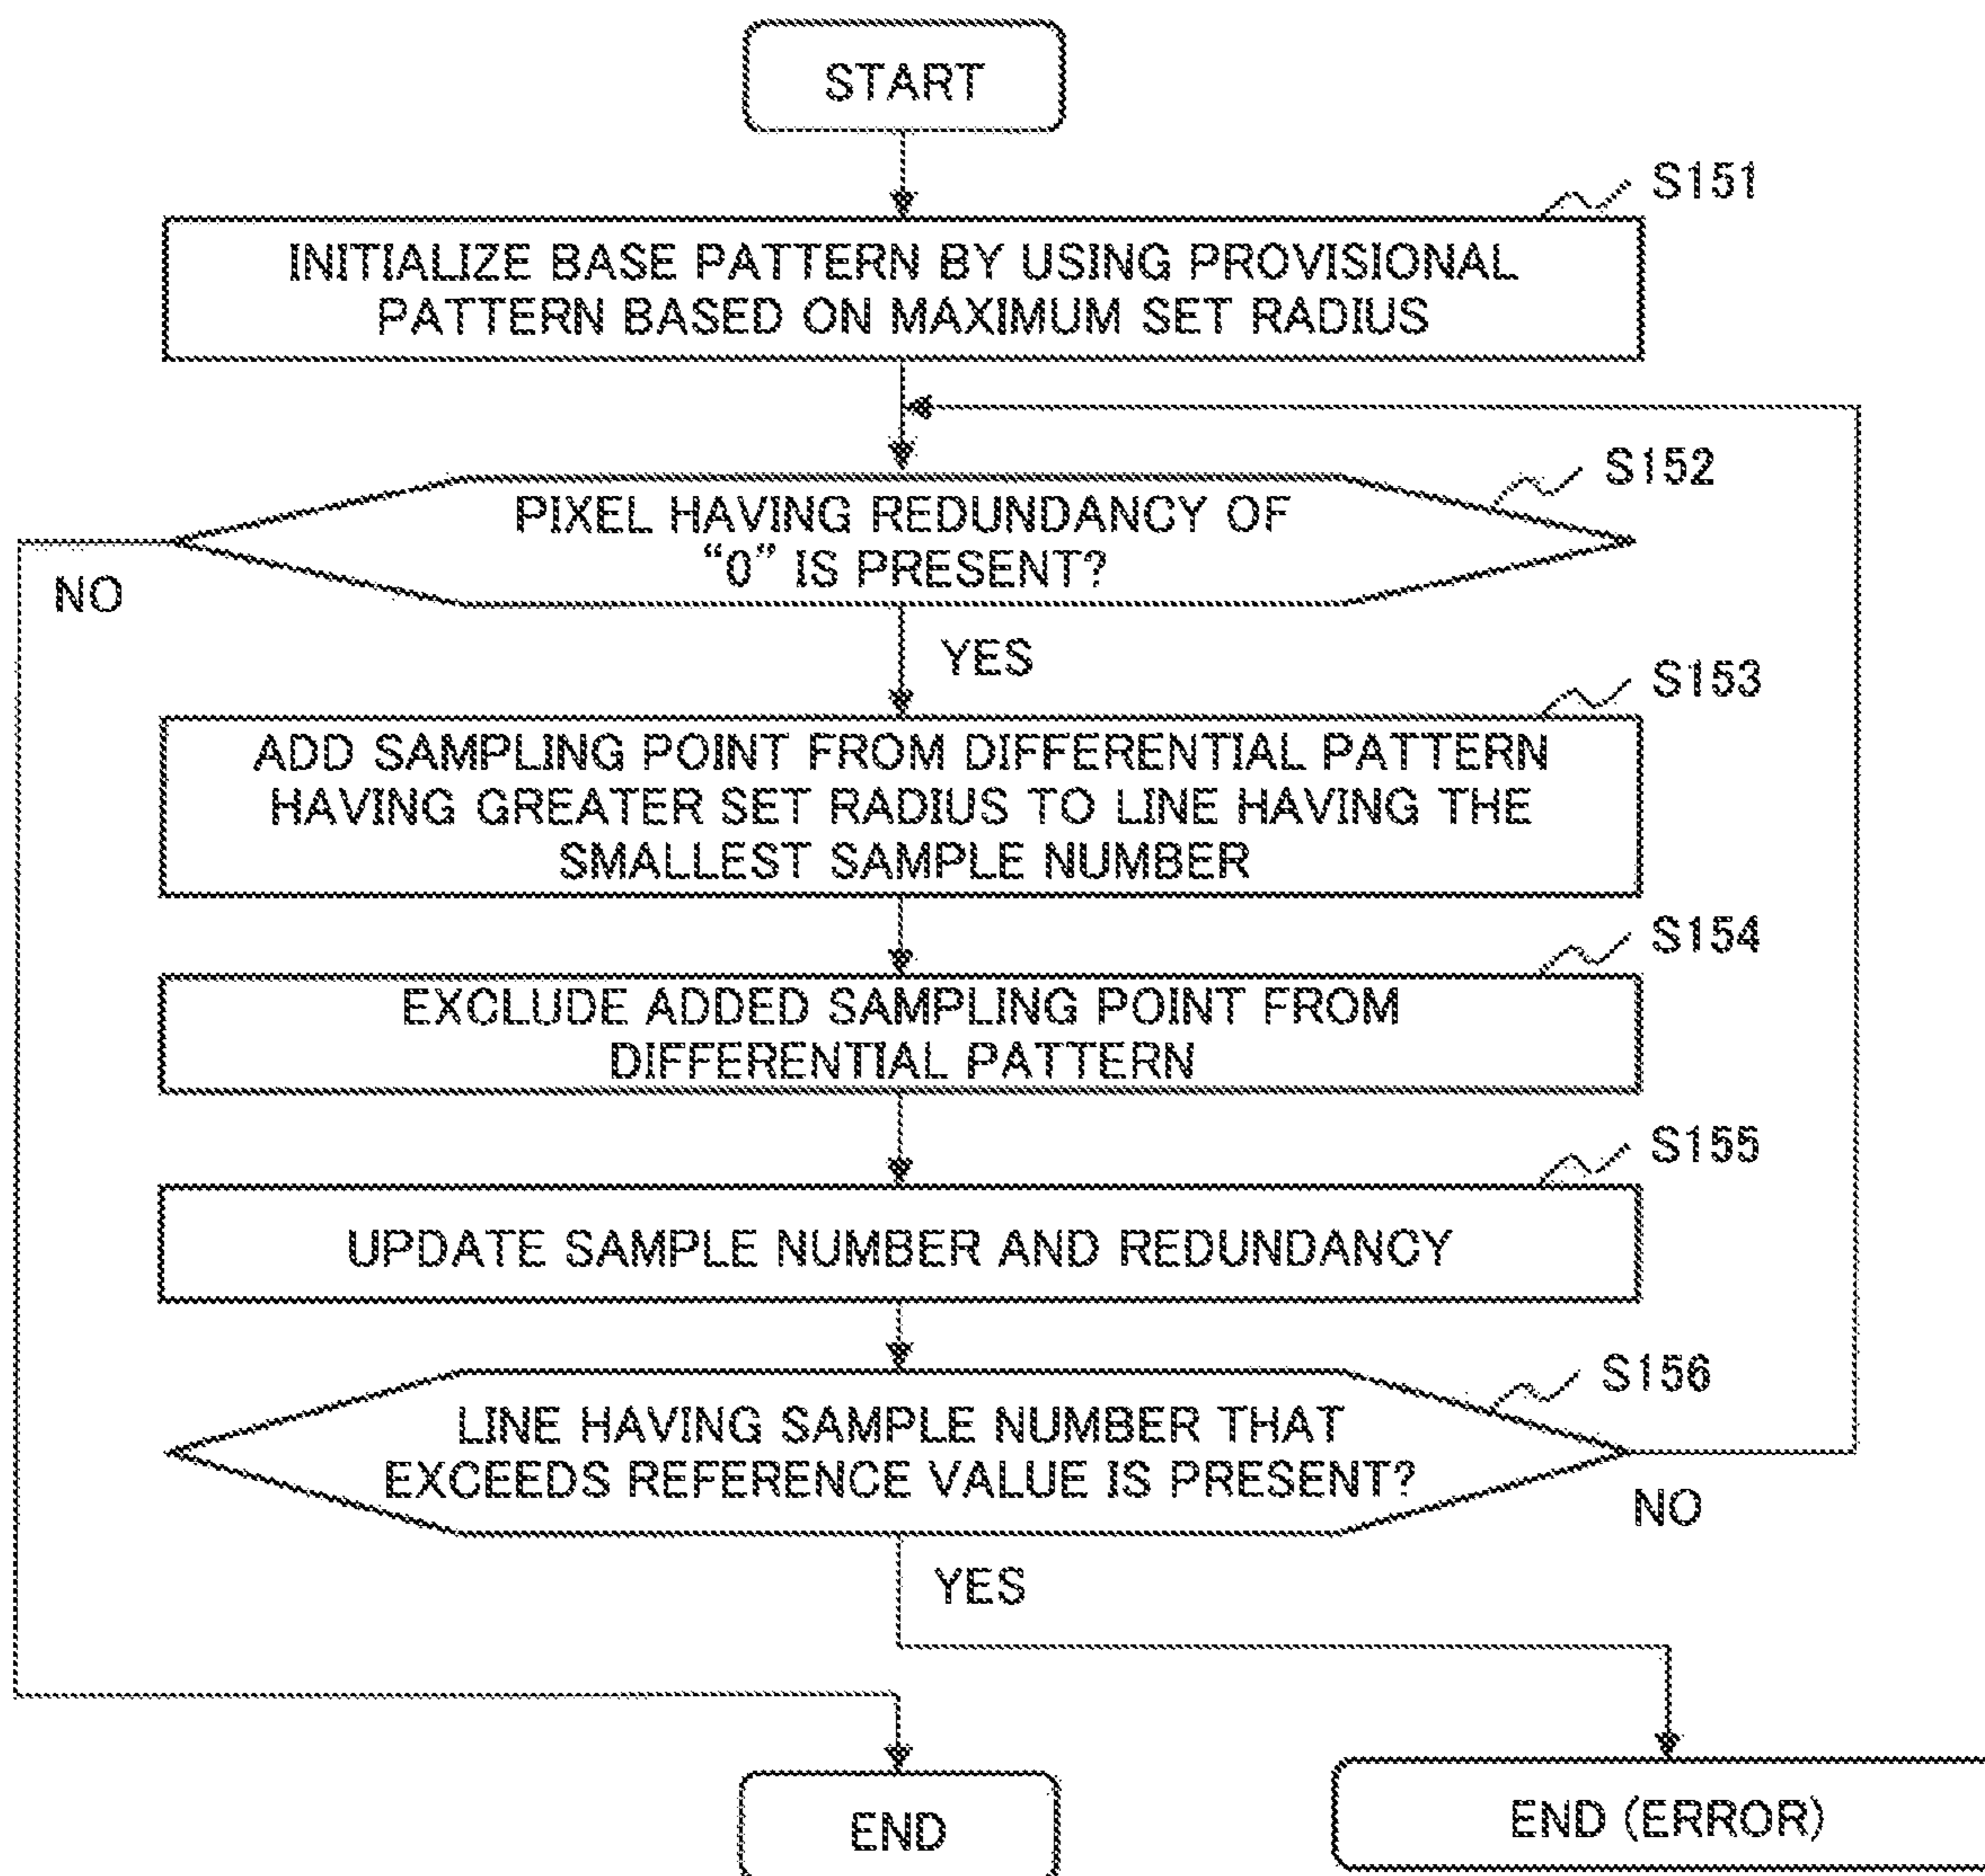 START
S151
INITIALIZE BASE PATTERN BY USING PROVISIONAL
PATTERN BASED ON MAXIMUM SET RADIUS
S152
PIXEL HAVING REDUNDANCY OF
“0” IS PRESENT?
NO
YES
S153
ADD SAMPLING POINT FROM DIFFERENTIAL PATTERN
HAVING GREATER SET RADIUS TO LINE HAVING THE
SMALLEST SAMPLE NUMBER
S154
EXCLUDE ADDED SAMPLING POINT FROM
DIFFERENTIAL PATTERN
S155
UPDATE SAMPLE NUMBER AND REDUNDANCY
S156
LINE HAVING SAMPLE NUMBER THAT
EXCEEDS REFERENCE VALUE IS PRESENT?
NO
YES
END
END (ERROR)